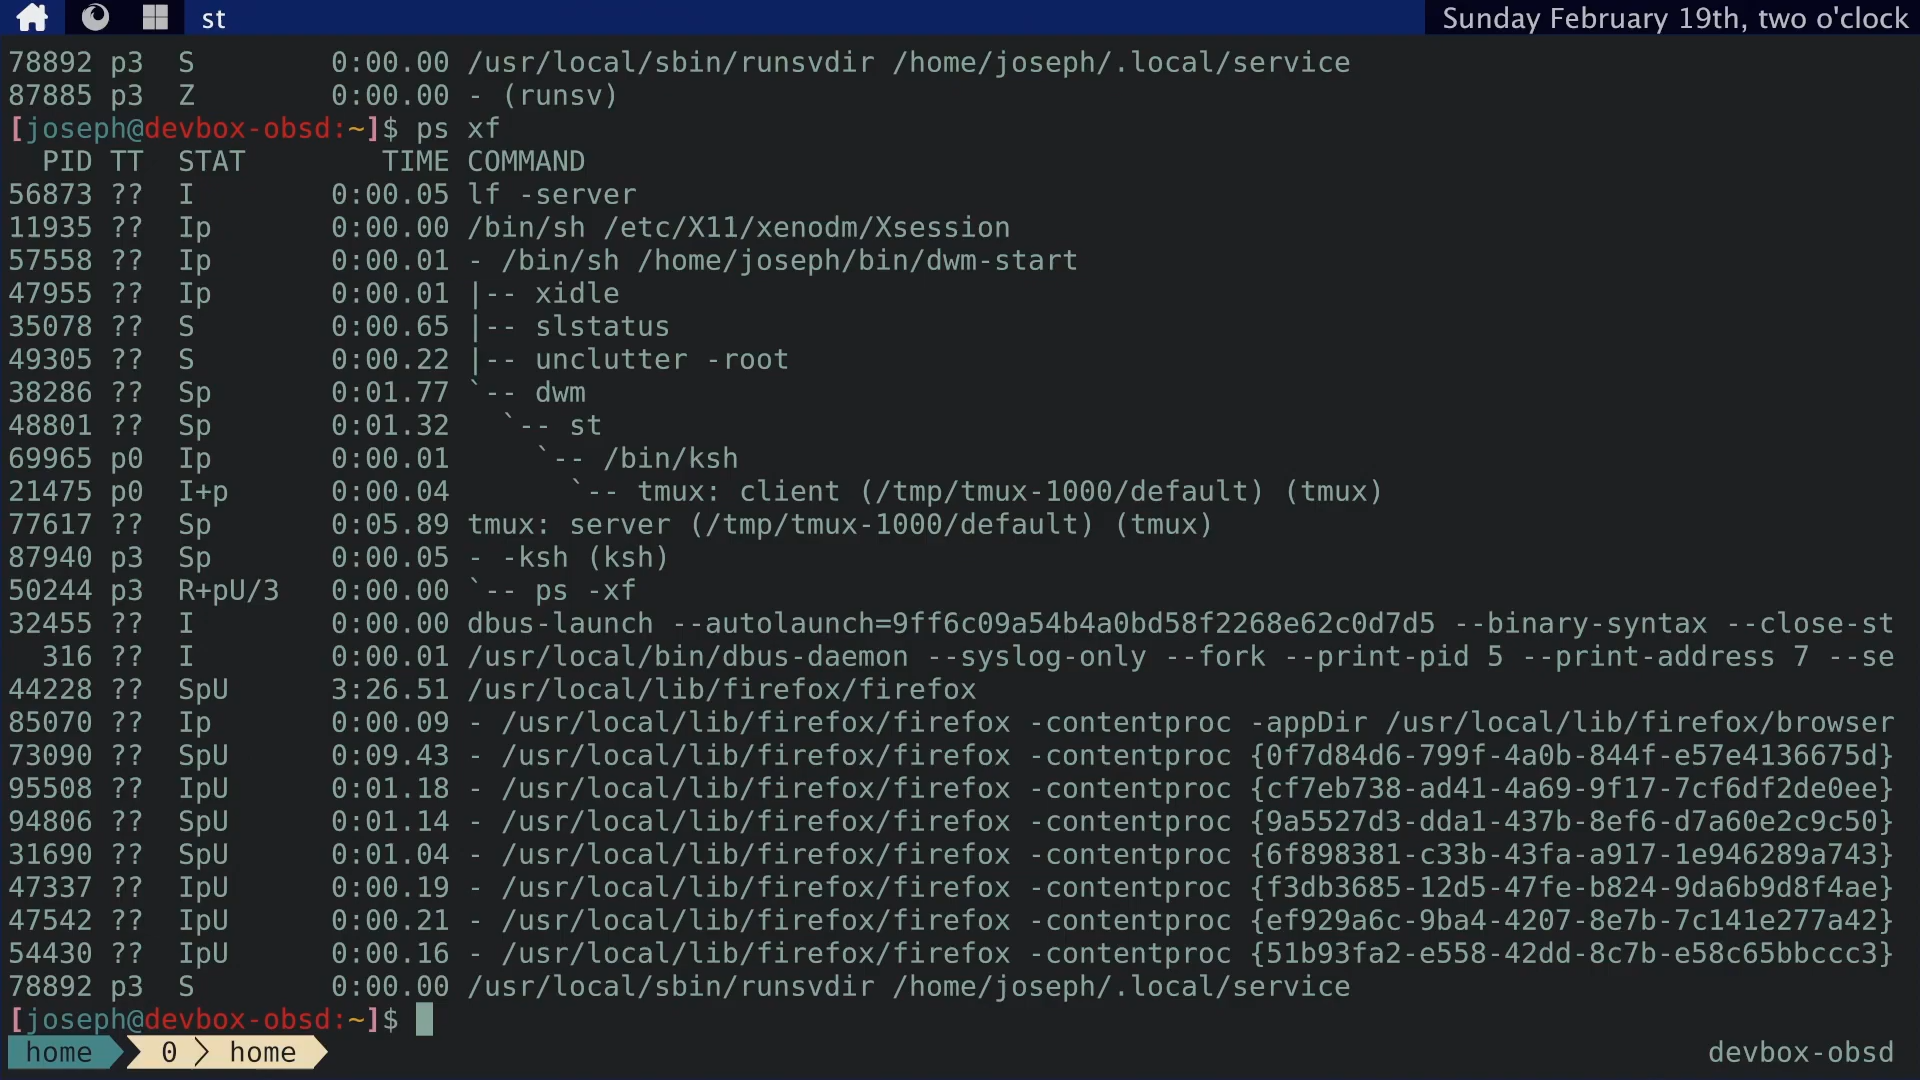 st
Sunday February 19th, two o'clock
78892 p3  S        0:00.00 /usr/local/sbin/runsvdir /home/joseph/.local/service
87885 p3  Z        0:00.00 - (runsv)
[joseph@devbox-obsd:~]$ ps xf
  PID TT  STAT        TIME COMMAND
56873 ??  I        0:00.05 lf -server
11935 ??  Ip       0:00.00 /bin/sh /etc/X11/xenodm/Xsession
57558 ??  Ip       0:00.01 - /bin/sh /home/joseph/bin/dwm-start
47955 ??  Ip       0:00.01 |-- xidle
35078 ??  S        0:00.65 |-- slstatus
49305 ??  S        0:00.22 |-- unclutter -root
38286 ??  Sp       0:01.77 `-- dwm
48801 ??  Sp       0:01.32   `-- st
69965 p0  Ip       0:00.01     `-- /bin/ksh
21475 p0  I+p      0:00.04       `-- tmux: client (/tmp/tmux-1000/default) (tmux)
77617 ??  Sp       0:05.89 tmux: server (/tmp/tmux-1000/default) (tmux)
87940 p3  Sp       0:00.05 - -ksh (ksh)
50244 p3  R+pU/3   0:00.00 `-- ps -xf
32455 ??  I        0:00.00 dbus-launch --autolaunch=9ff6c09a54b4a0bd58f2268e62c0d7d5 --binary-syntax --close-st
  316 ??  I        0:00.01 /usr/local/bin/dbus-daemon --syslog-only --fork --print-pid 5 --print-address 7 --se
44228 ??  SpU      3:26.51 /usr/local/lib/firefox/firefox
85070 ??  Ip       0:00.09 - /usr/local/lib/firefox/firefox -contentproc -appDir /usr/local/lib/firefox/browser
73090 ??  SpU      0:09.43 - /usr/local/lib/firefox/firefox -contentproc {0f7d84d6-799f-4a0b-844f-e57e4136675d}
95508 ??  IpU      0:01.18 - /usr/local/lib/firefox/firefox -contentproc {cf7eb738-ad41-4a69-9f17-7cf6df2de0ee}
94806 ??  SpU      0:01.14 - /usr/local/lib/firefox/firefox -contentproc {9a5527d3-dda1-437b-8ef6-d7a60e2c9c50}
31690 ??  SpU      0:01.04 - /usr/local/lib/firefox/firefox -contentproc {6f898381-c33b-43fa-a917-1e946289a743}
47337 ??  IpU      0:00.19 - /usr/local/lib/firefox/firefox -contentproc {f3db3685-12d5-47fe-b824-9da6b9d8f4ae}
47542 ??  IpU      0:00.21 - /usr/local/lib/firefox/firefox -contentproc {ef929a6c-9ba4-4207-8e7b-7c141e277a42}
54430 ??  IpU      0:00.16 - /usr/local/lib/firefox/firefox -contentproc {51b93fa2-e558-42dd-8c7b-e58c65bbccc3}
78892 p3  S        0:00.00 /usr/local/sbin/runsvdir /home/joseph/.local/service
[joseph@devbox-obsd:~]$
home 0 home devbox-obsd